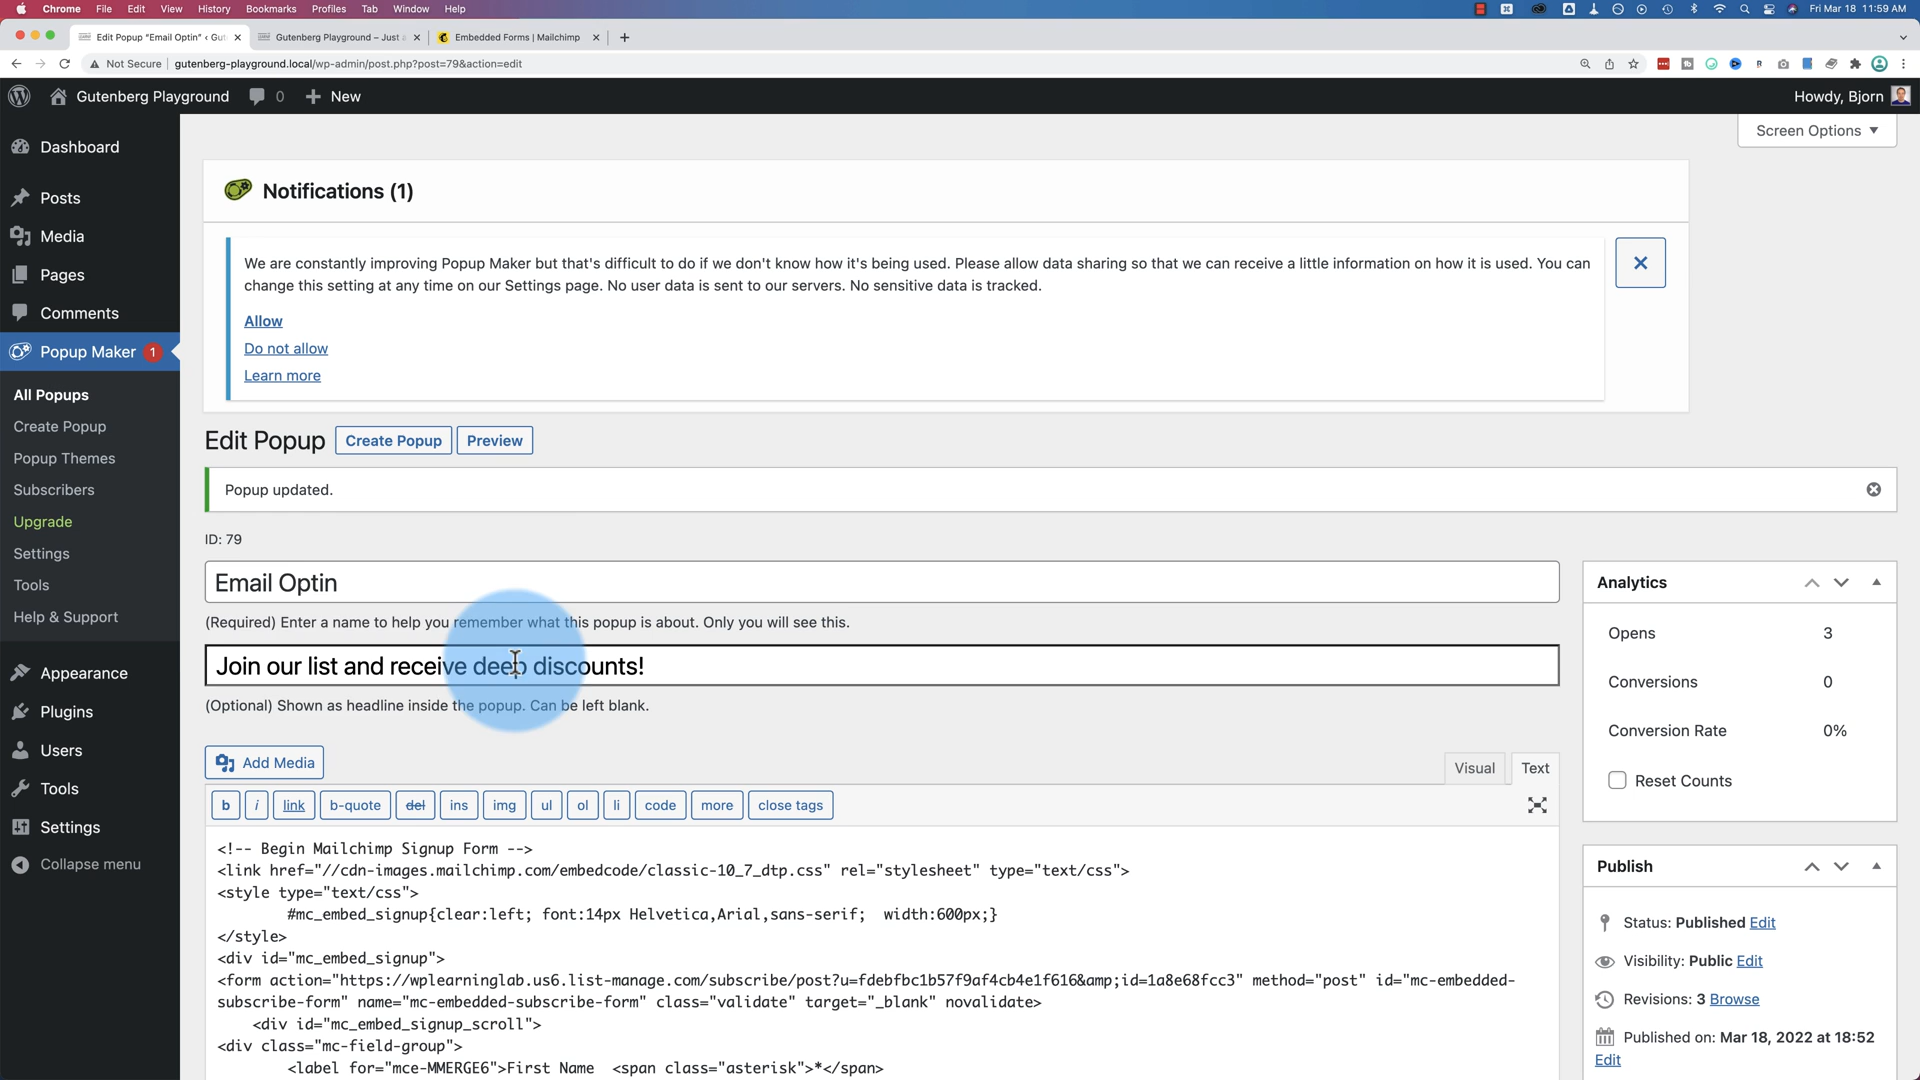 Chrome File Edit View History Bookmarks Profiles Tab Window Help Fri Mar 18 11:59 AM
Edit Popup "Email Optin" ‹ Gut Gutenberg Playground – Just a Embedded Forms | Mailchimp
Not Secure gutenberg-playground.local/wp-admin/post.php?post=79&action=edit
Gutenberg Playground 0 New Howdy, Bjorn
Screen Options
Dashboard
Posts
Media
Pages
Comments
Popup Maker 1
All Popups
Create Popup
Popup Themes
Subscribers
Upgrade
Settings
Tools
Help & Support
Appearance
Plugins
Users
Tools
Settings
Collapse menu
Notifications (1)
We are constantly improving Popup Maker but that's difficult to do if we don't know how it's being used. Please allow data sharing so that we can receive a little information on how it is used. You can
change this setting at any time on our Settings page. No user data is sent to our servers. No sensitive data is tracked.
Allow
Do not allow
Learn more
Edit Popup Create Popup Preview
Popup updated.
ID: 79
Email Optin
(Required) Enter a name to help you remember what this popup is about. Only you will see this.
Join our list and receive deep discounts!
(Optional) Shown as headline inside the popup. Can be left blank.
Add Media
Visual Text
b i link b-quote del ins img ul ol li code more close tags
<!-- Begin Mailchimp Signup Form -->
<link href="//cdn-images.mailchimp.com/embedcode/classic-10_7_dtp.css" rel="stylesheet" type="text/css">
<style type="text/css">
#mc_embed_signup{clear:left; font:14px Helvetica,Arial,sans-serif; width:600px;}
</style>
<div id="mc_embed_signup">
<form action="https://wplearninglab.us6.list-manage.com/subscribe/post?u=fdebfbc1b57f9af4cb4e1f616&amp;id=1a8e68fcc3" method="post" id="mc-embedded-
subscribe-form" name="mc-embedded-subscribe-form" class="validate" target="_blank" novalidate>
<div id="mc_embed_signup_scroll">
<div class="mc-field-group">
<label for="mce-MMERGE6">First Name <span class="asterisk">*</span>
Analytics
Opens 3
Conversions 0
Conversion Rate 0%
Reset Counts
Publish
Status: Published Edit
Visibility: Public Edit
Revisions: 3 Browse
Published on: Mar 18, 2022 at 18:52
Edit